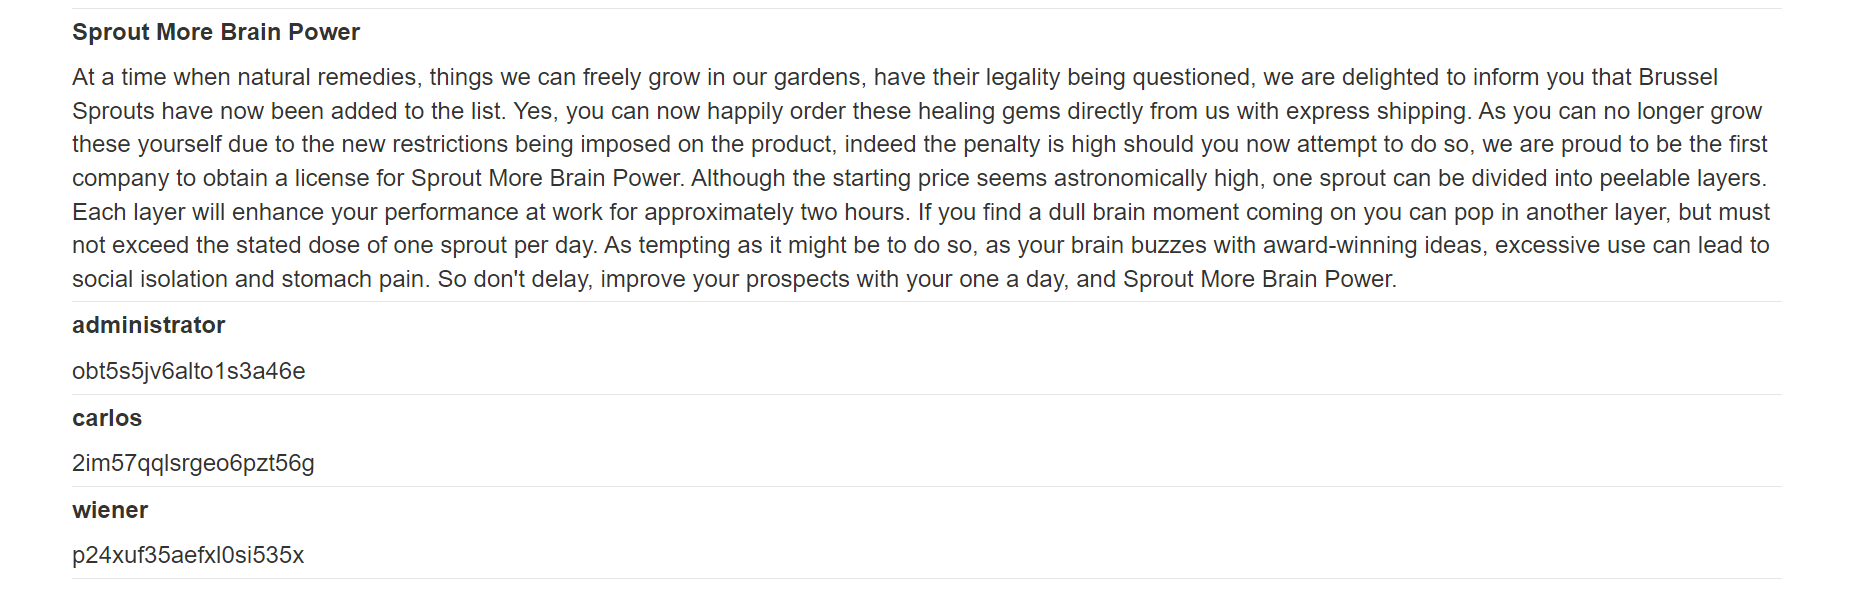 Sprout More Brain Power
At a time when natural remedies, things we can freely grow in our gardens, have their legality being questioned, we are delighted to inform you that Brussel
Sprouts have now been added to the list. Yes, you can now happily order these healing gems directly from us with express shipping. As you can no longer grow
these yourself due to the new restrictions being imposed on the product, indeed the penalty is high should you now attempt to do so, we are proud to be the first
company to obtain a license for Sprout More Brain Power. Although the starting price seems astronomically high, one sprout can be divided into peelable layers.
Each layer will enhance your performance at work for approximately two hours. If you find a dull brain moment coming on you can pop in another layer, but must
not exceed the stated dose of one sprout per day. As tempting as it might be to do so, as your brain buzzes with award-winning ideas, excessive use can lead to
social isolation and stomach pain. So don't delay, improve your prospects with your one a day, and Sprout More Brain Power.
administrator
obt5s5jv6alto1s3a46e
carlos
2im57qqlsrgeo6pzt56g
wiener
p24xuf35aefxl0si535x